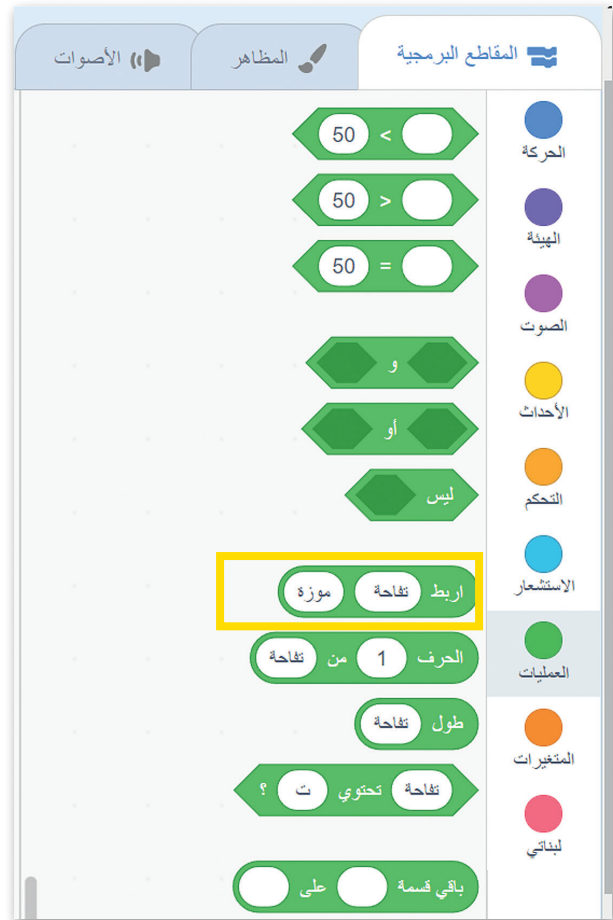 المقاطع البرمجية
المظاهر
الأصوات
الحركة
الهيئة
الصوت
الأحداث
التحكم
الاستشعار
العمليات
المتغيرات
لبناتي
< 50
> 50
= 50
و
أو
ليس
اربط تفاحة موزة
الحرف 1 من تفاحة
طول تفاحة
تفاحة تحتوي ت ؟
باقي قسمة على